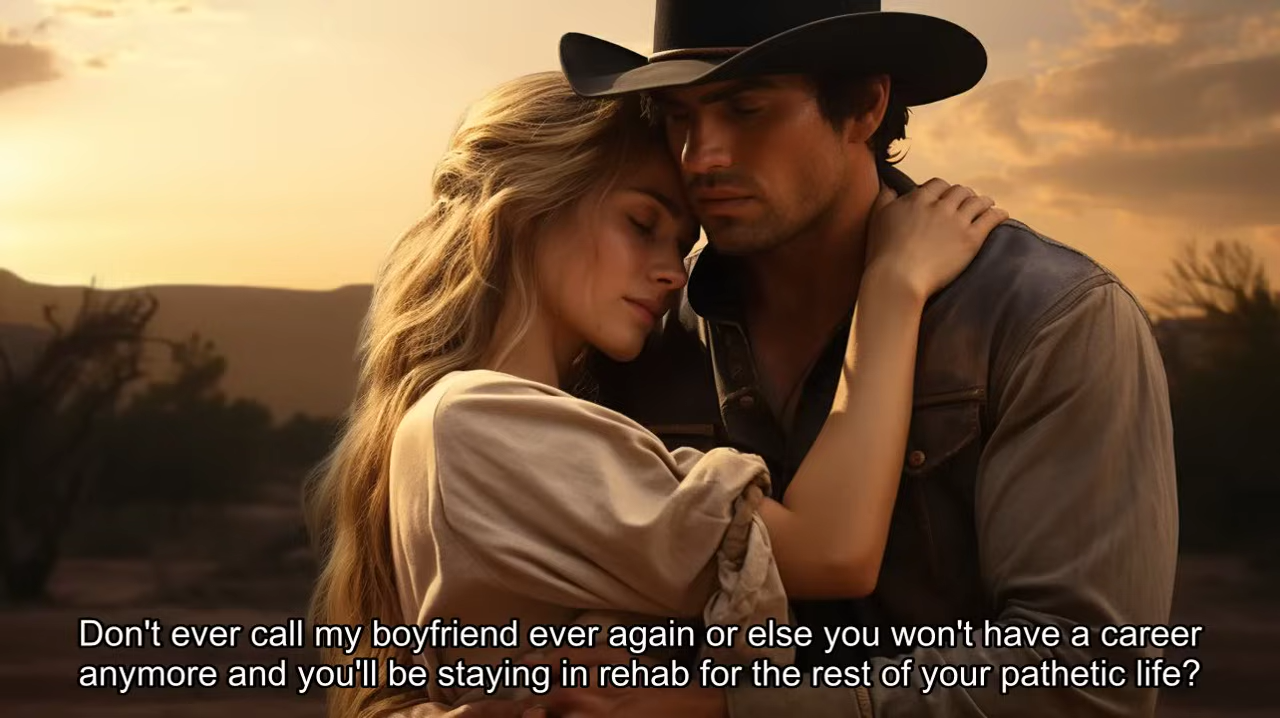 Don't ever call my boyfriend ever again or else you won't have a career
anymore and you'll be staying in rehab for the rest of your pathetic life?